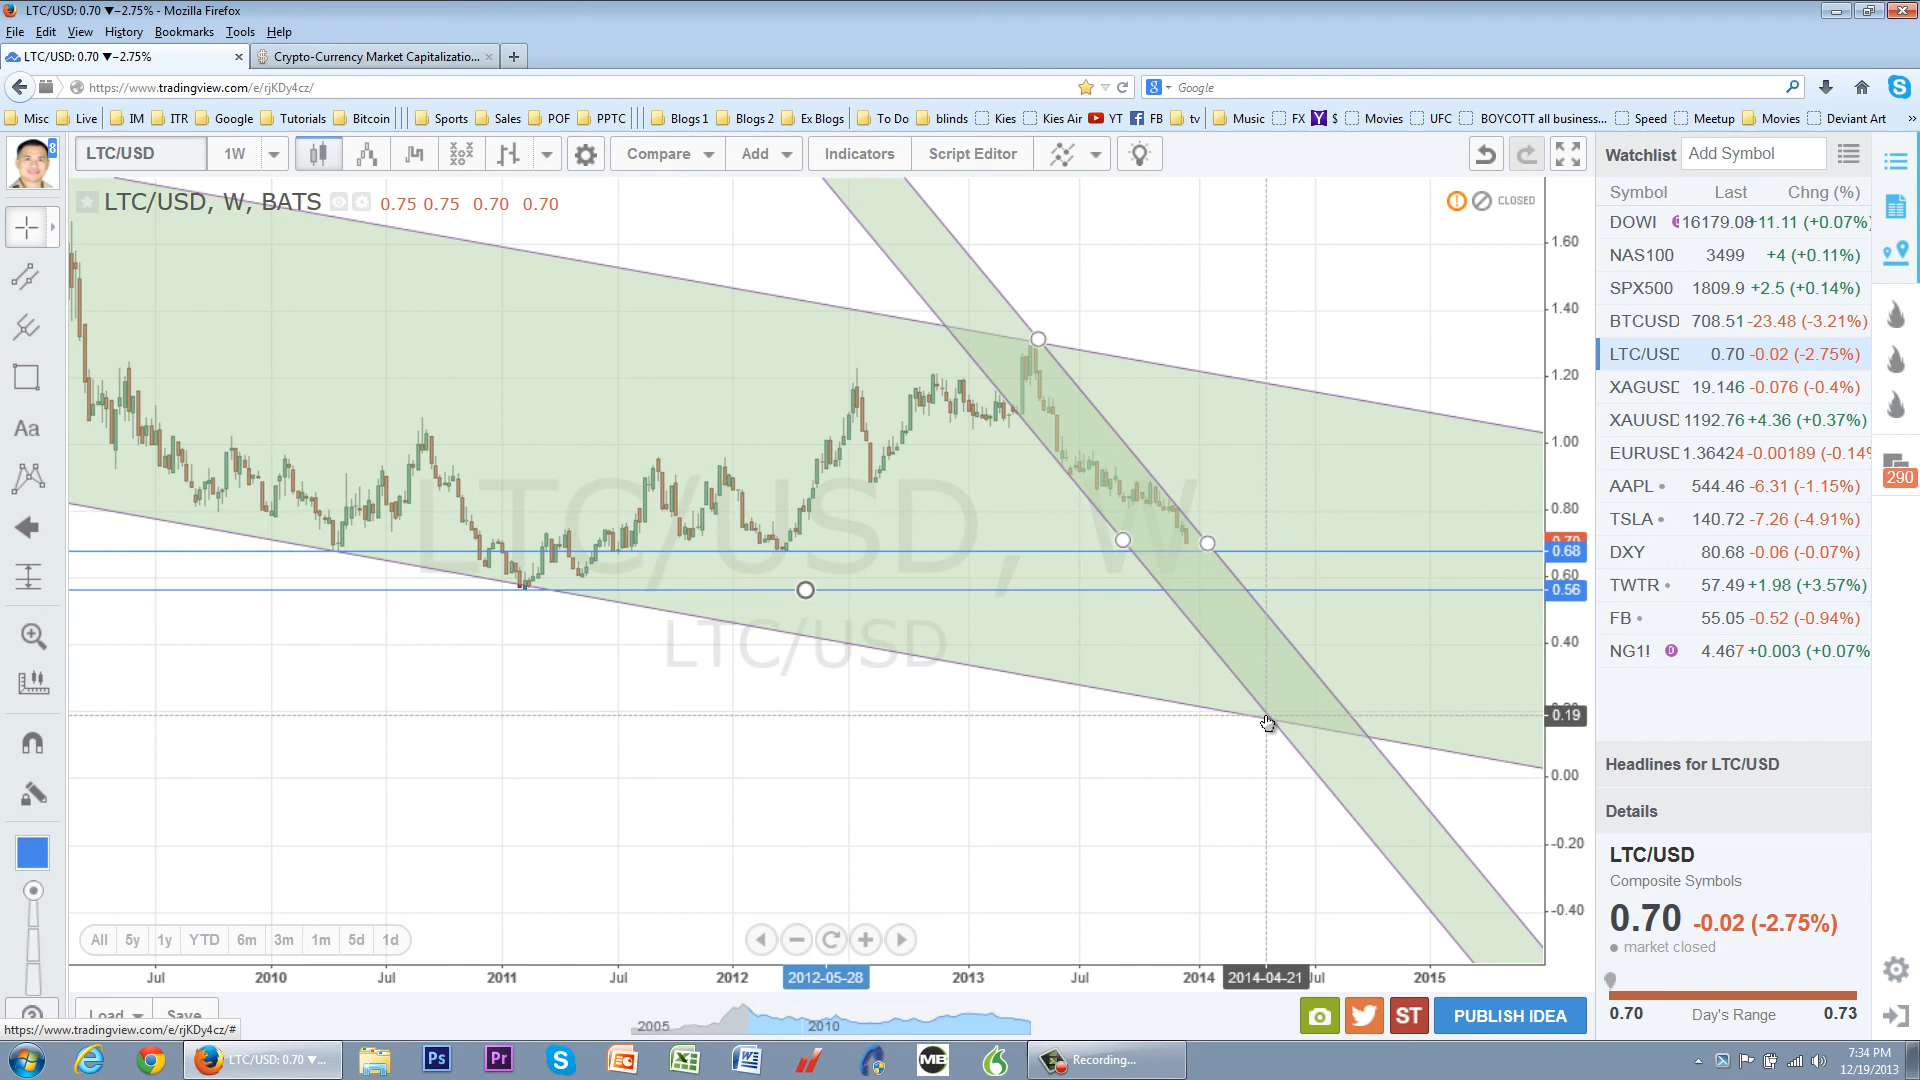 LTC/USD: 0.70 ▼−2.75% - Mozilla Firefox
File Edit View History Bookmarks Tools Help
LTC/USD: 0.70 ▼−2.75% × Crypto-Currency Market Capitalizatio... × +
https://www.tradingview.com/e/rjKDy4cz/ Google
Misc Live IM ITR Google Tutorials Bitcoin Sports Sales POF PPTC Blogs 1 Blogs 2 Ex Blogs To Do blinds Kies Kies Air YT FB tv Music FX $ Movies UFC BOYCOTT all business... Speed Meetup Movies Deviant Art »
8
LTC/USD 1W Compare Add Indicators Script Editor
LTC/USD, W, BATS 0.75 0.75 0.70 0.70
CLOSED
LTC/USD, W
LTC/USD
1.60
1.40
1.20
1.00
0.80
0.70
0.68
0.60
0.56
0.40
0.19
0.00
-0.20
-0.40
Aa
All 5y 1y YTD 6m 3m 1m 5d 1d
Jul 2010 Jul 2011 Jul 2012 2012-05-28 2013 Jul 2014 2014-04-21 Jul 2015
Load Save
2005 2010
ST PUBLISH IDEA
https://www.tradingview.com/e/rjKDy4cz/#
Watchlist Add Symbol
Symbol Last Chng (%)
DOWI 16179.08 +11.11 (+0.07%)
NAS100 3499 +4 (+0.11%)
SPX500 1809.9 +2.5 (+0.14%)
BTCUSD 708.51 -23.48 (-3.21%)
LTC/USD 0.70 -0.02 (-2.75%)
XAGUSD 19.146 -0.076 (-0.4%)
XAUUSD 1192.76 +4.36 (+0.37%)
EURUSD 1.36424 -0.00189 (-0.14%
AAPL 544.46 -6.31 (-1.15%)
TSLA 140.72 -7.26 (-4.91%)
DXY 80.68 -0.06 (-0.07%)
TWTR 57.49 +1.98 (+3.57%)
FB 55.05 -0.52 (-0.94%)
NG1! D 4.467 +0.003 (+0.07%
290
Headlines for LTC/USD
Details
LTC/USD
Composite Symbols
0.70 -0.02 (-2.75%)
market closed
0.70 Day's Range 0.73
LTC/USD: 0.70 ▼... Ps Pr S MB Recording...
7:34 PM
12/19/2013